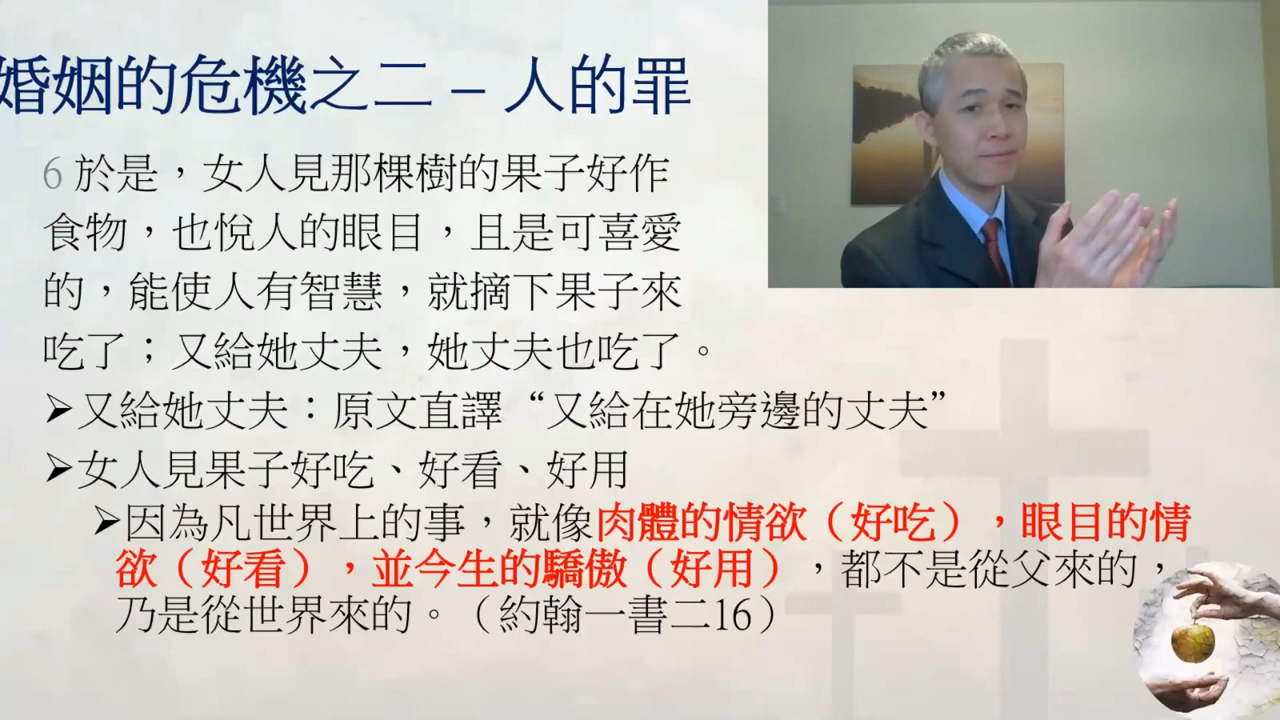 婚姻的危機之二 – 人的罪
6 於是，女人見那棵樹的果子好作
食物，也悅人的眼目，且是可喜愛
的，能使人有智慧，就摘下果子來
吃了；又給她丈夫，她丈夫也吃了。
➢又給她丈夫：原文直譯“又給在她旁邊的丈夫”
➢女人見果子好吃、好看、好用
➢因為凡世界上的事，就像肉體的情欲（好吃），眼目的情
欲（好看），並今生的驕傲（好用），都不是從父來的，
乃是從世界來的。（約翰一書二16）